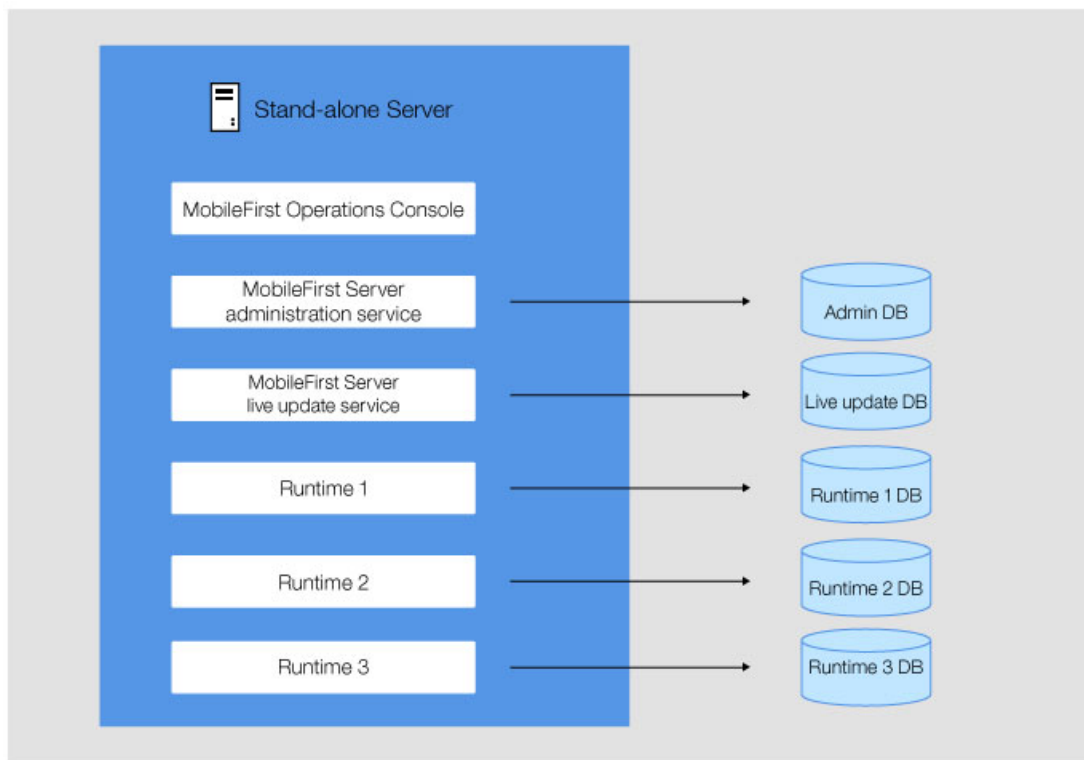 Stand-alone Server
MobileFirst Operations Console
MobileFirst Server
administration service
Admin DB
MobileFirst Server
live update service
Live update DB
Runtime 1
Runtime 1 DB
Runtime 2
Runtime 2 DB
Runtime 3
Runtime 3 DB